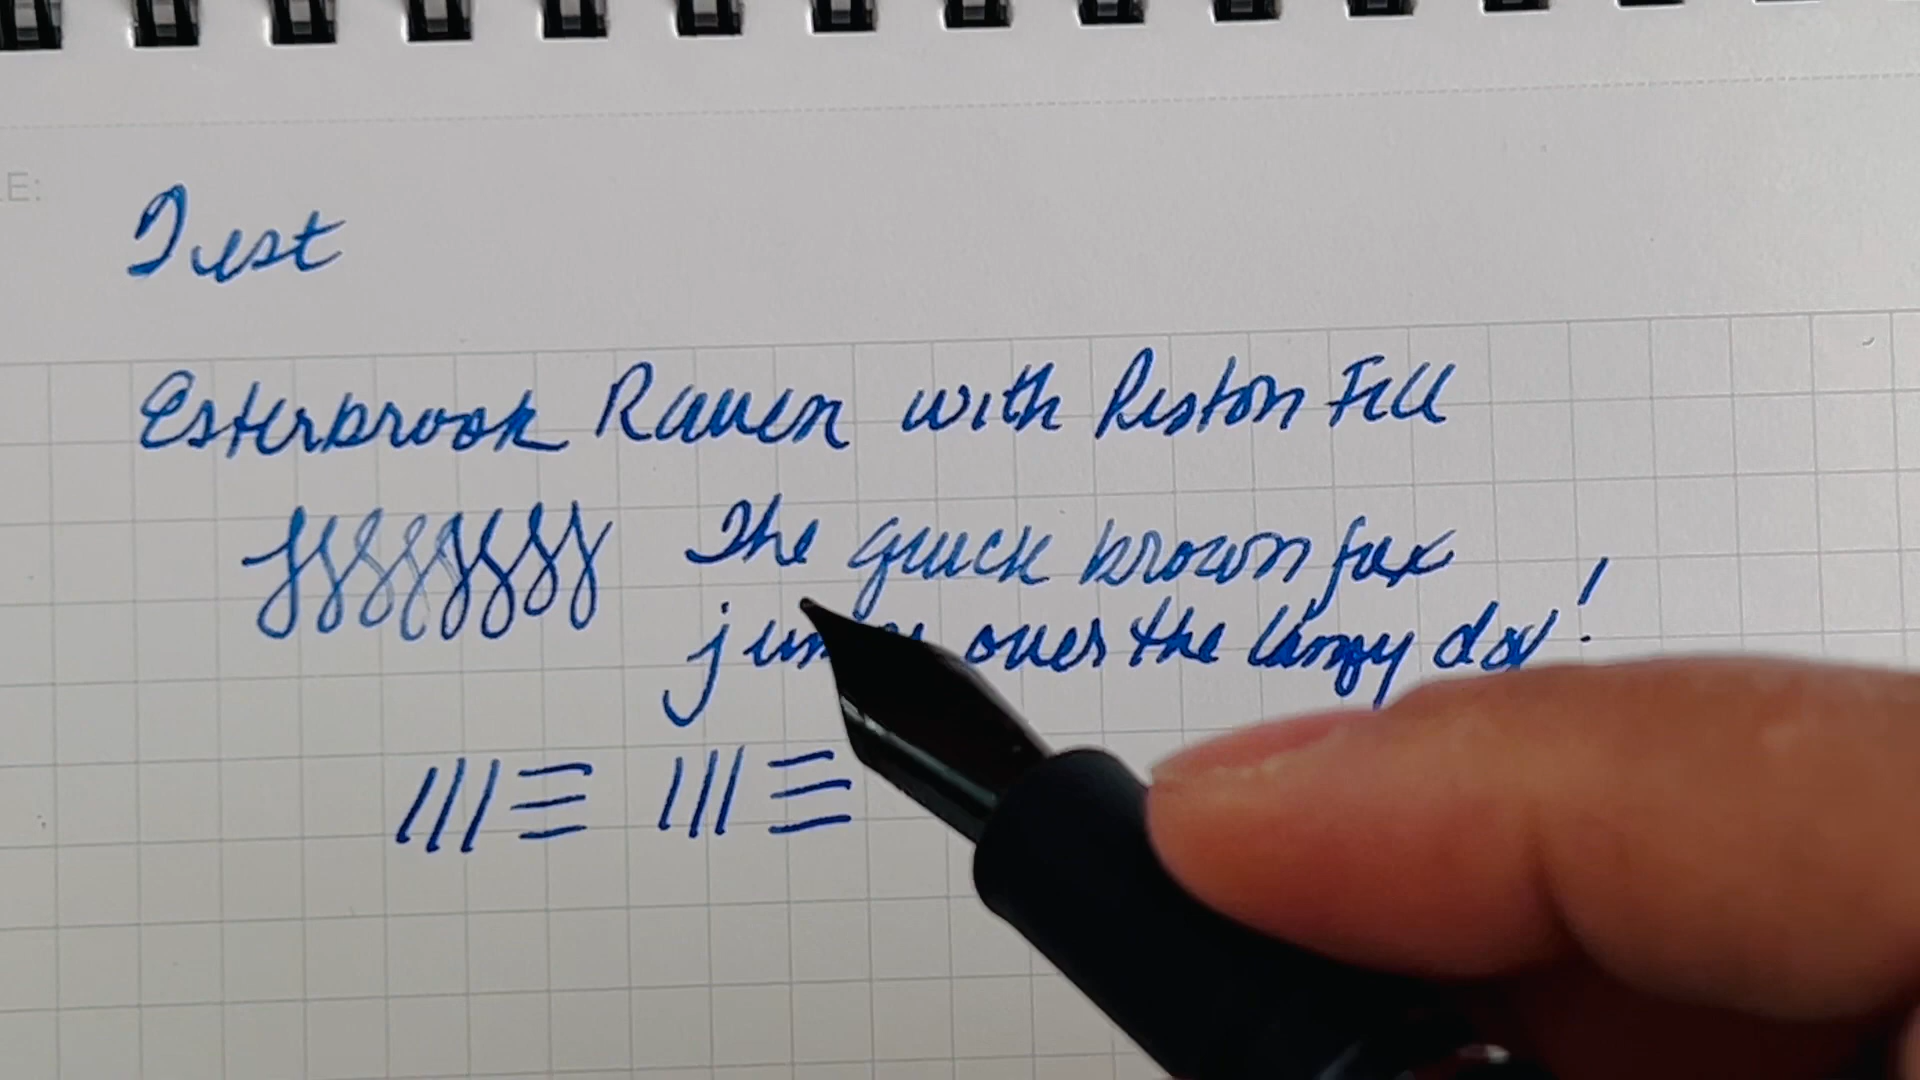 E:
Test
Esterbrook Raven with Piston Fill
The quick brown fox
over the lazy dog!